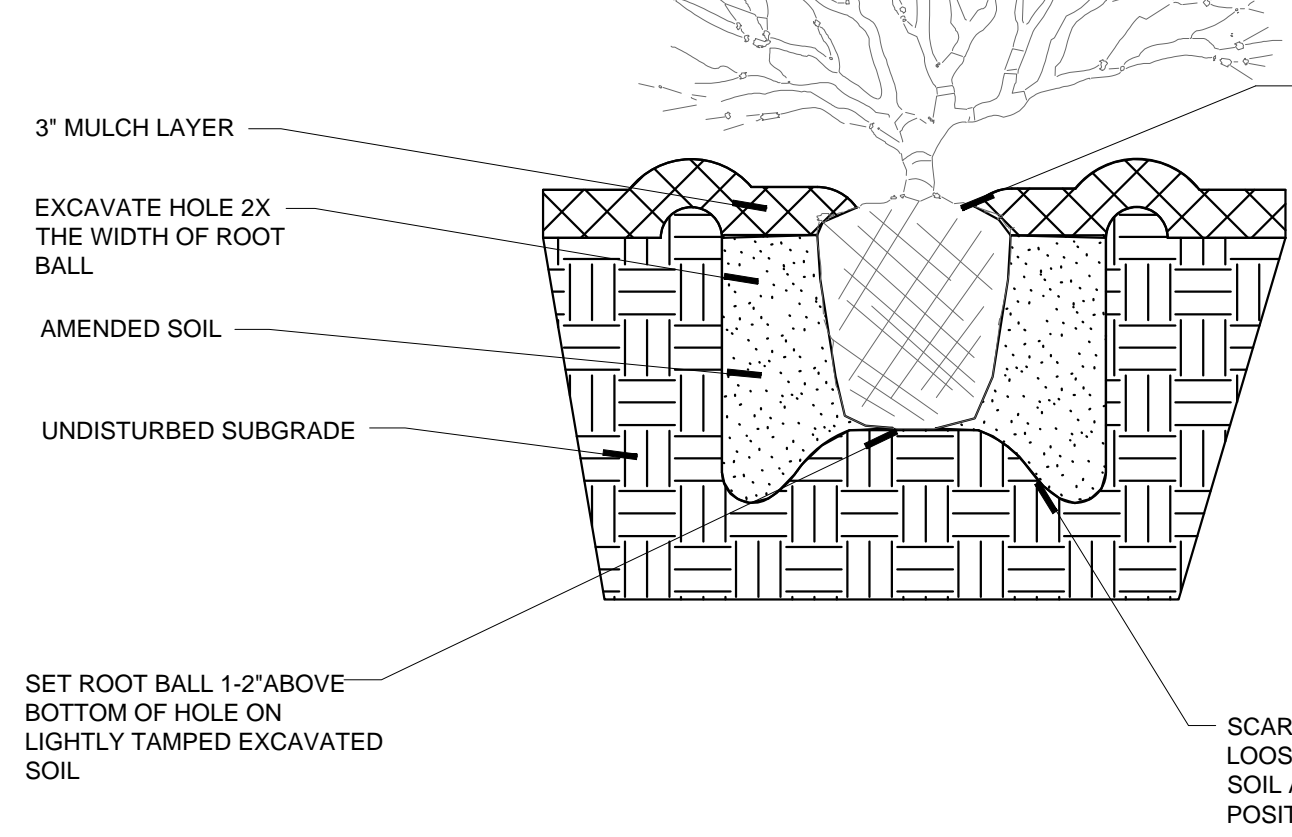 3" MULCH LAYER
EXCAVATE HOLE 2X
THE WIDTH OF ROOT
BALL
AMENDED SOIL
UNDISTURBED SUBGRADE
SET ROOT BALL 1-2"ABOVE
BOTTOM OF HOLE ON
LIGHTLY TAMPED EXCAVATED
SOIL
SCAR
LOOS
SOIL
POSIT